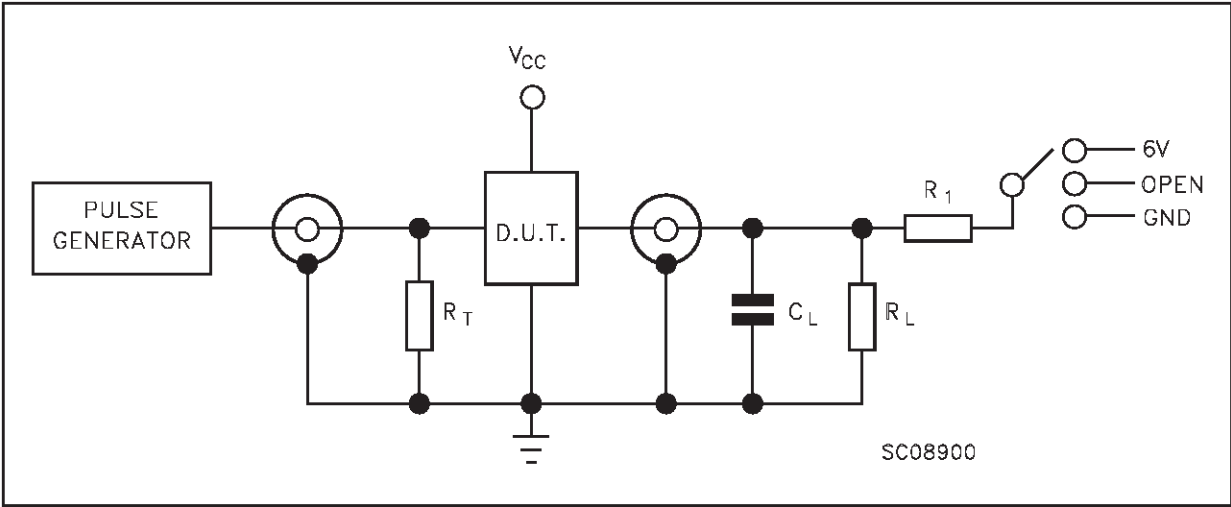 VCC
6V
OPEN
GND
R1
PULSE
GENERATOR
D.U.T.
RT
CL
RL
SC08900